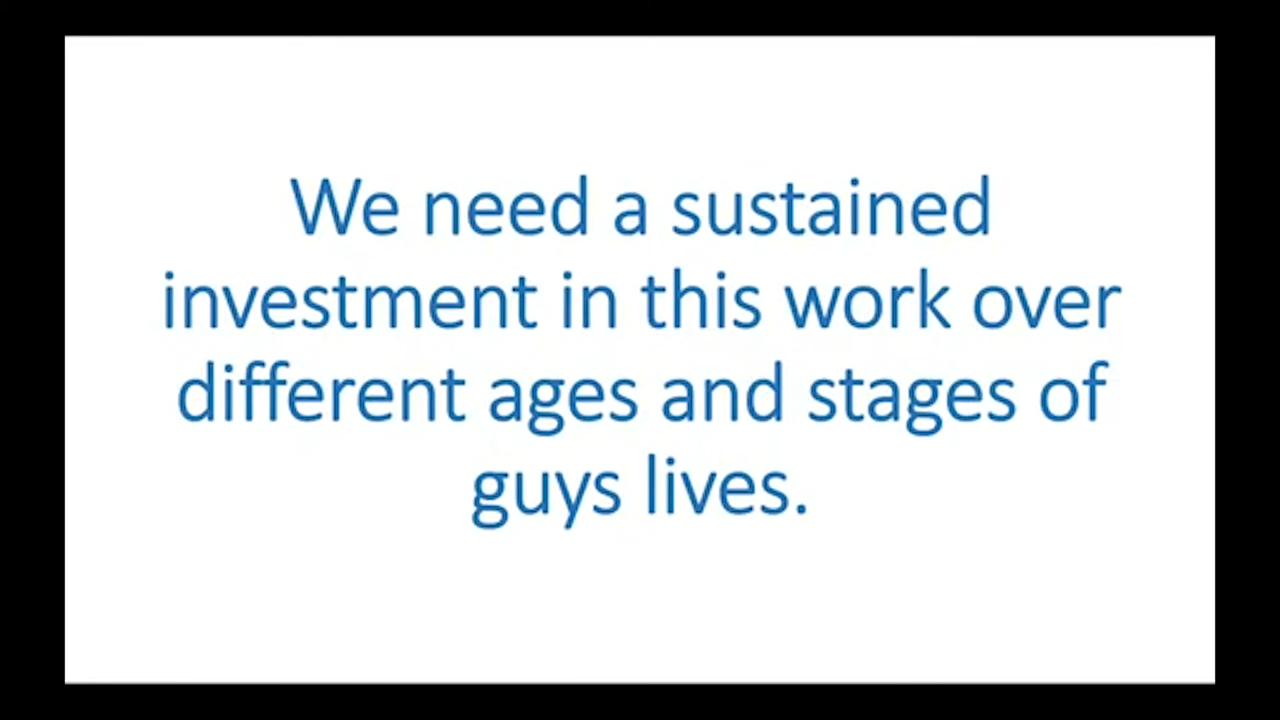 We need a sustained
investment in this work over
different ages and stages of
guys lives.